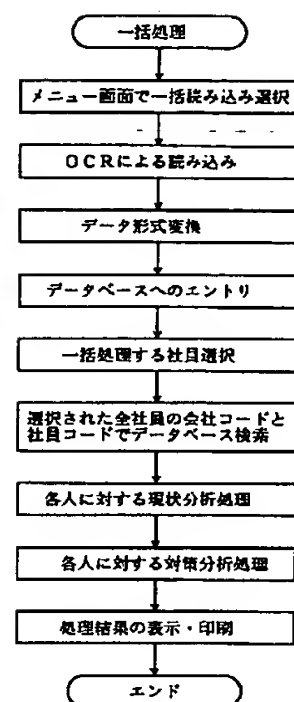 一括処理
メニュー画面で一括読み込み選択
OCRによる読み込み
データ形式変換
データベースへのエントリ
一括処理する社員選択
選択された全社員の会社コードと
社員コードでデータベース検索
各人に対する現状分析処理
各人に対する対策分析処理
処理結果の表示・印刷
エンド